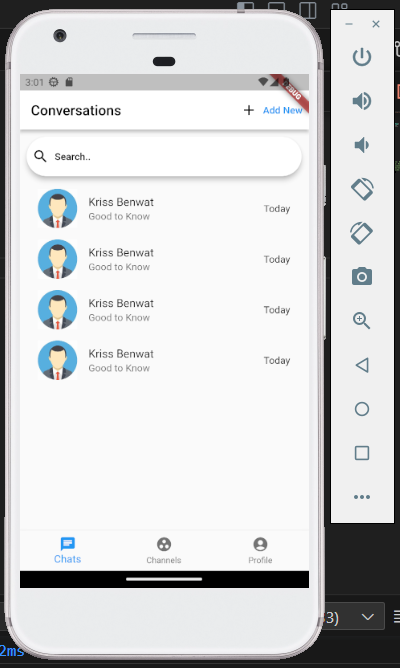 3:01
DEBUG
Conversations
+ Add New
Search..
Kriss Benwat
Good to Know
Today
Kriss Benwat
Good to Know
Today
Kriss Benwat
Good to Know
Today
Kriss Benwat
Good to Know
Today
Chats
Channels
Profile
3)
2ms